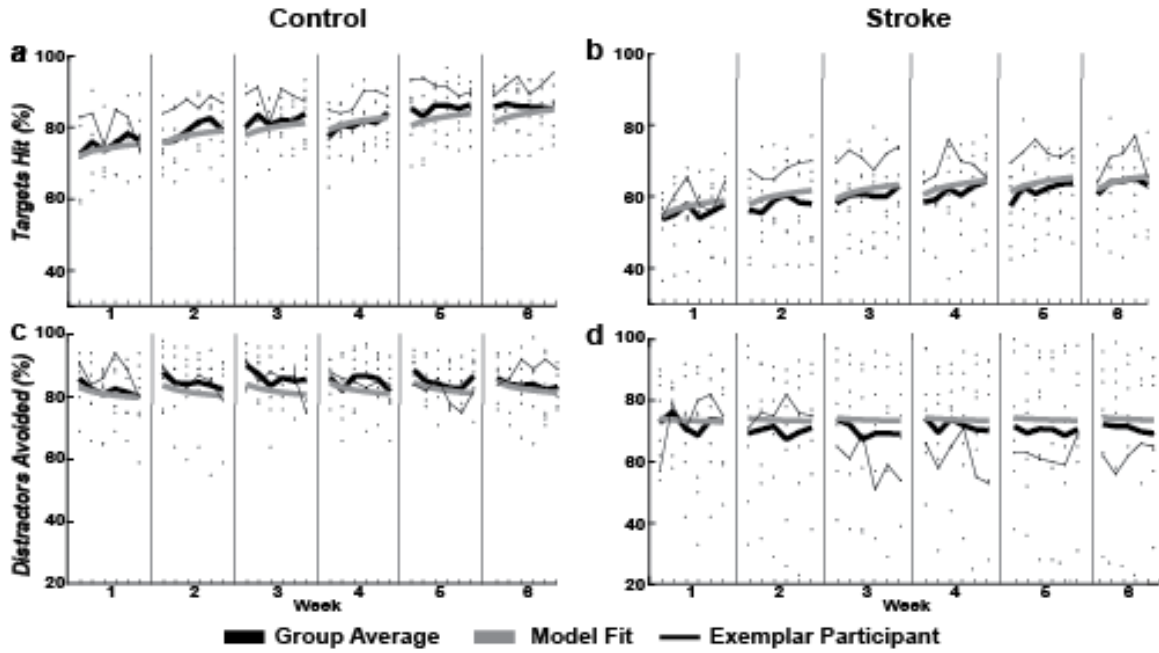 Control
Stroke
a
100
80
60
40
Targets Hit (%)
1 2 3 4 5 6
b
100
80
60
40
1 2 3 4 5 6
c
100
80
60
40
20
Distractors Avoided (%)
1 2 3 4 5 6
Week
d
100
80
60
40
20
1 2 3 4 5 6
Week
Group Average Model Fit Exemplar Participant